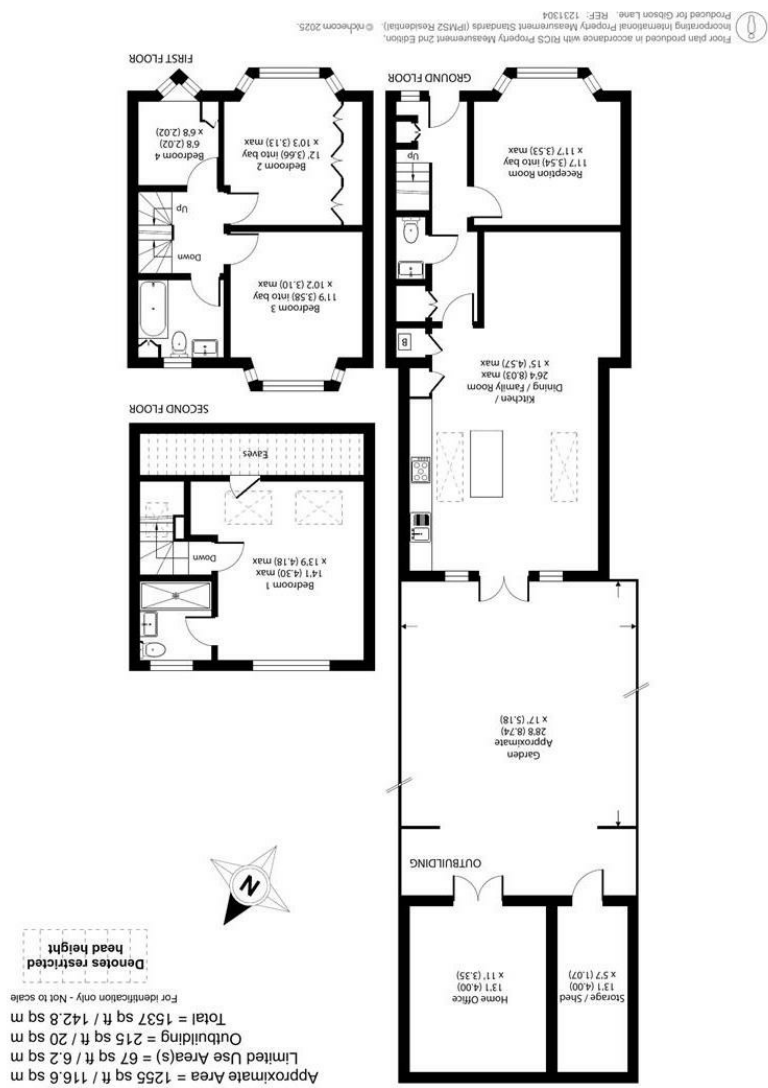 Approximate Area = 1255 sq ft / 116.6 sq m
Limited Use Area(s) = 67 sq ft / 6.2 sq m
Outbuilding = 215 sq ft / 20 sq m
Total = 1537 sq ft / 142.8 sq m
For identification only - Not to scale
Denotes restricted
head height
N
Storage / Shed
13'1 (4.00)
x 5'7 (1.07)
Home Office
13'1 (4.00)
x 11' (3.35)
OUTBUILDING
Garden
Approximate
28'8 (8.74)
x 17' (5.18)
Kitchen /
Dining / Family Room
26'4 (8.03) max
x 15' (4.57) max
B
Up
Reception Room
11'7 (3.54) into bay
x 11'7 (3.53) max
GROUND FLOOR
Bedroom 1
14'1 (4.30) max
x 13'9 (4.18) max
Down
Eaves
SECOND FLOOR
Bedroom 3
11'9 (3.58) into bay
x 10'2 (3.10) max
Down
Up
Bedroom 2
12' (3.66) into bay
x 10'3 (3.13) max
Bedroom 4
6'8 (2.02)
x 6'8 (2.02)
FIRST FLOOR
Floor plan produced in accordance with RICS Property Measurement 2nd Edition,
Incorporating International Property Measurement Standards (IPMS2 Residential). © nichecom 2025.
Produced for Gibson Lane. REF: 1231304